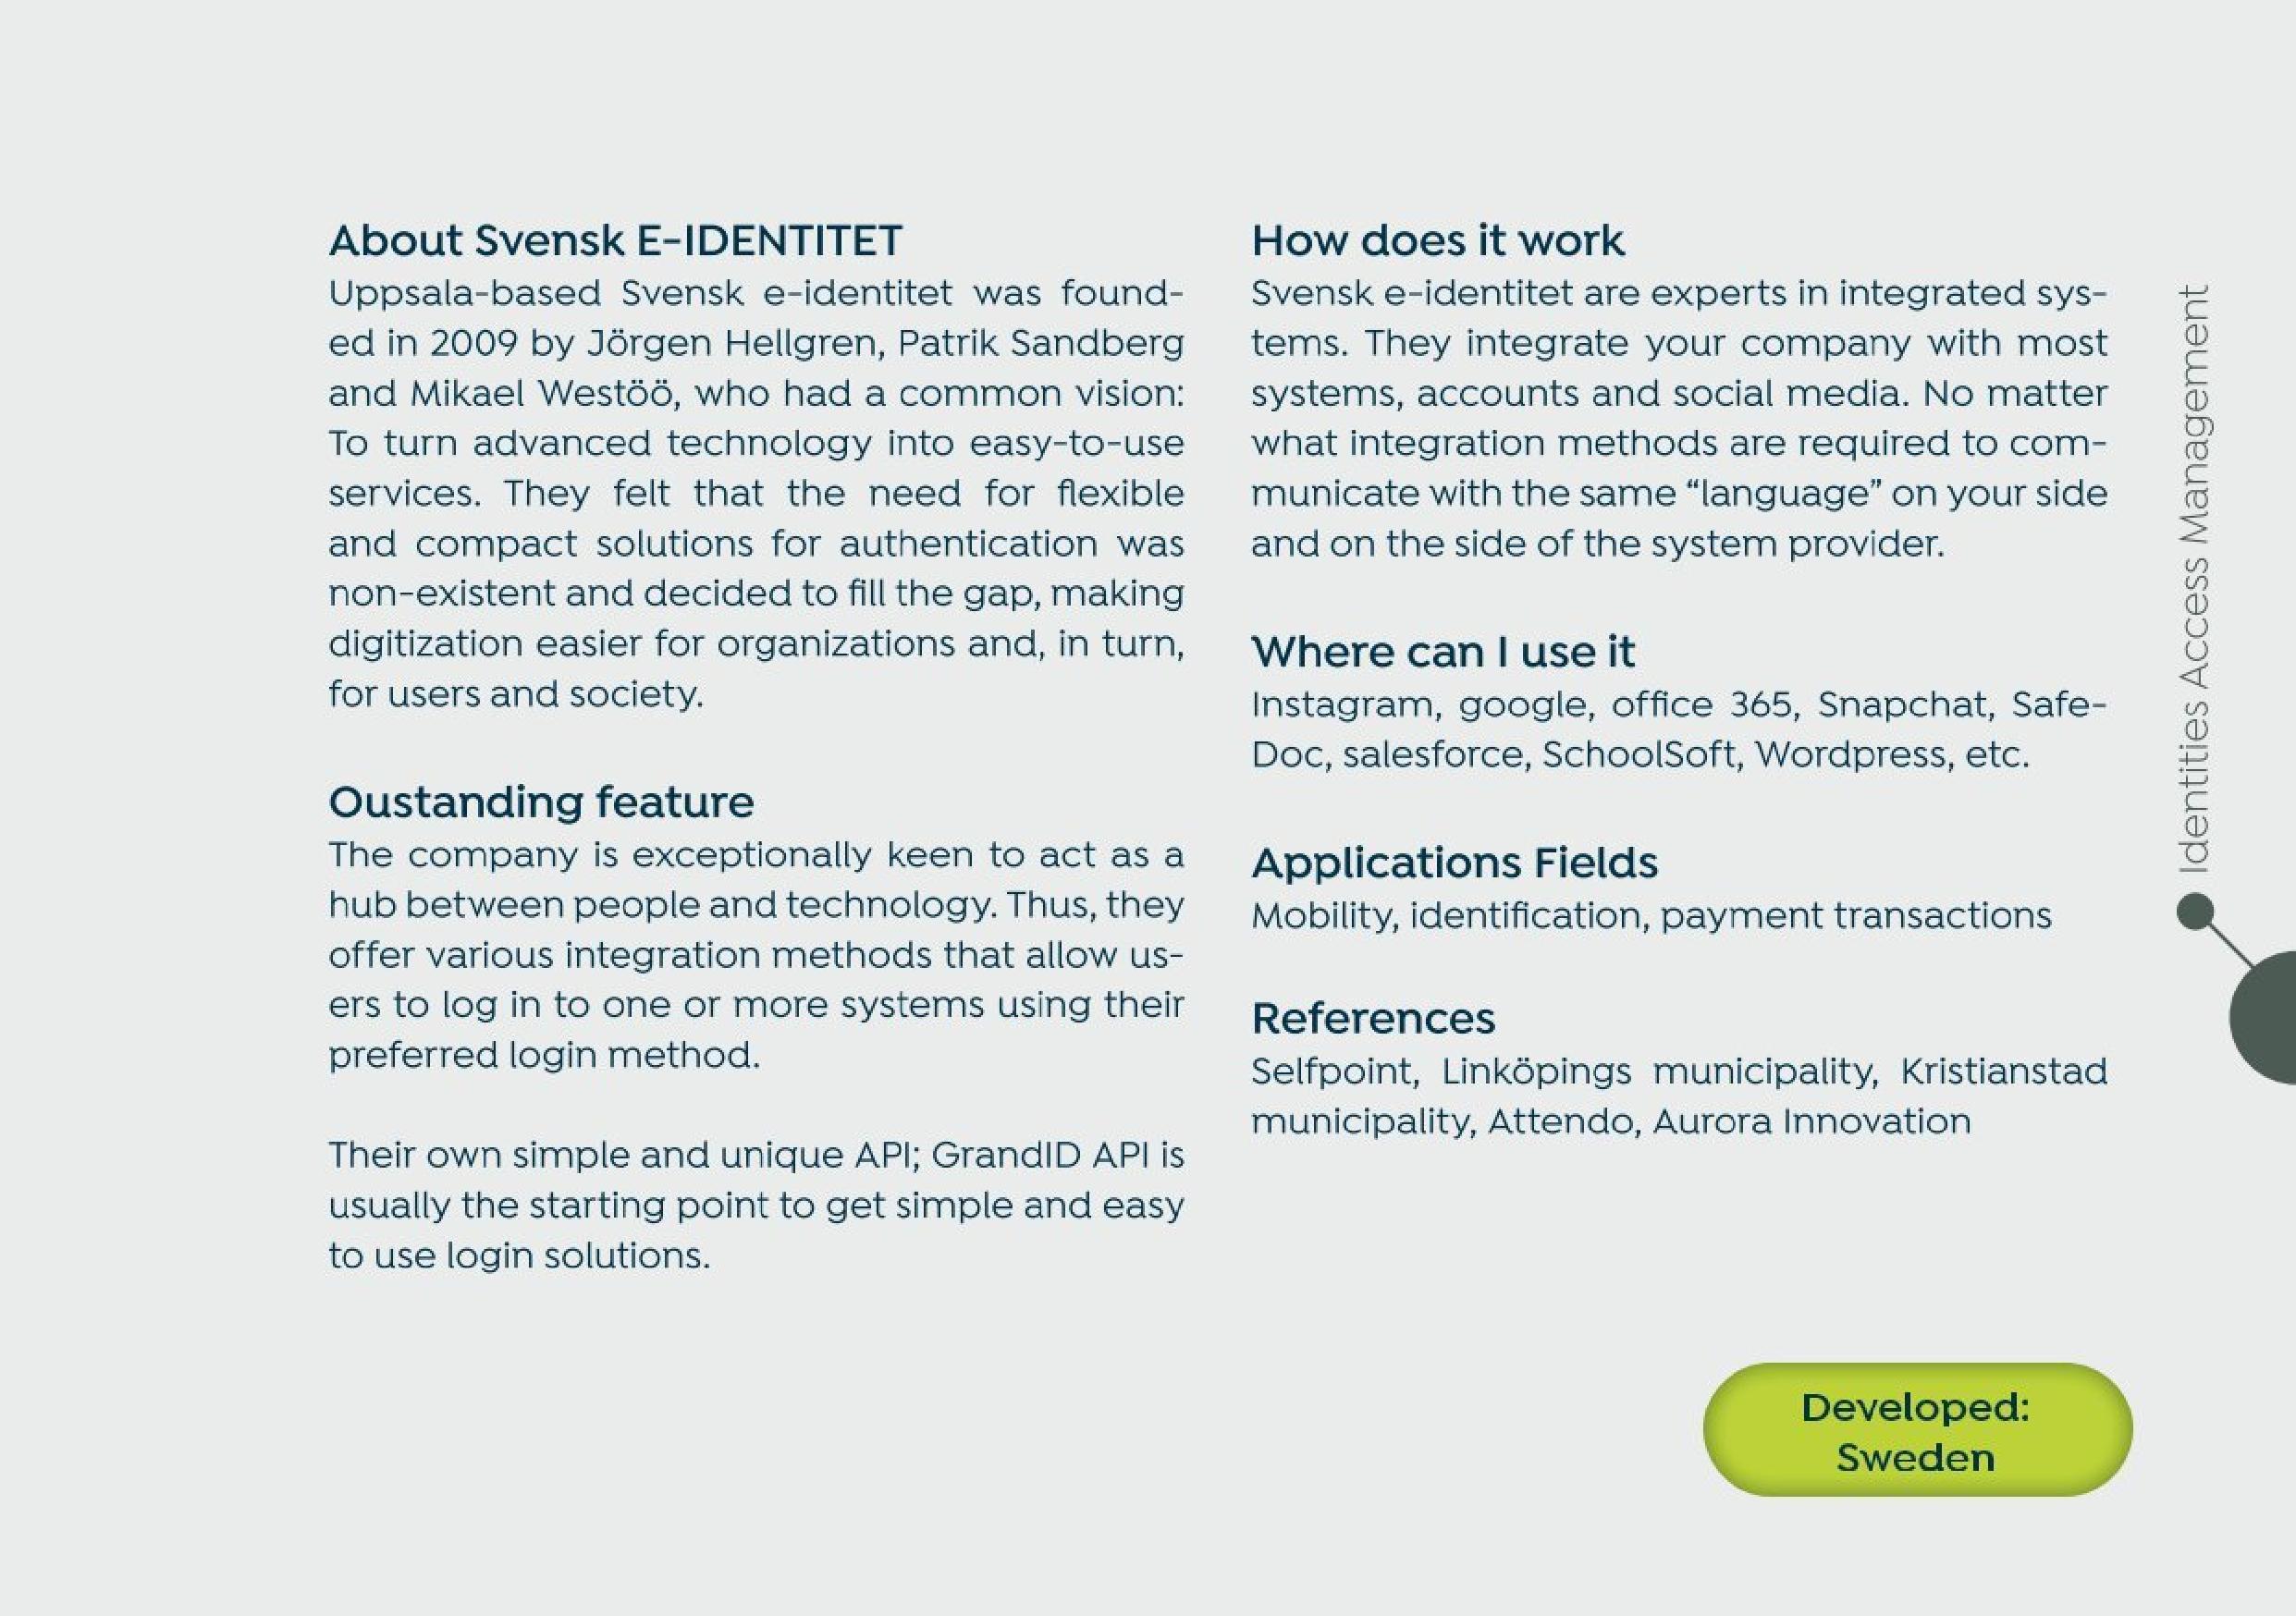 About Svensk E-IDENTITET
Uppsala-based Svensk e-identitet was found-
ed in 2009 by Jörgen Hellgren, Patrik Sandberg
and Mikael Westöö, who had a common vision:
To turn advanced technology into easy-to-use
services. They felt that the need for flexible
and compact solutions for authentication was
non-existent and decided to fill the gap, making
digitization easier for organizations and, in turn,
for users and society.
Oustanding feature
The company is exceptionally keen to act as a
hub between people and technology. Thus, they
offer various integration methods that allow us-
ers to log in to one or more systems using their
preferred login method.
Their own simple and unique API; GrandID API is
usually the starting point to get simple and easy
to use login solutions.
How does it work
Svensk e-identitet are experts in integrated sys-
tems. They integrate your company with most
systems, accounts and social media. No matter
what integration methods are required to com-
municate with the same “language” on your side
and on the side of the system provider.
Where can I use it
Instagram, google, office 365, Snapchat, Safe-
Doc, salesforce, SchoolSoft, Wordpress, etc.
Applications Fields
Mobility, identification, payment transactions
References
Selfpoint, Linköpings municipality, Kristianstad
municipality, Attendo, Aurora Innovation
Identities Access Management
Developed:
Sweden